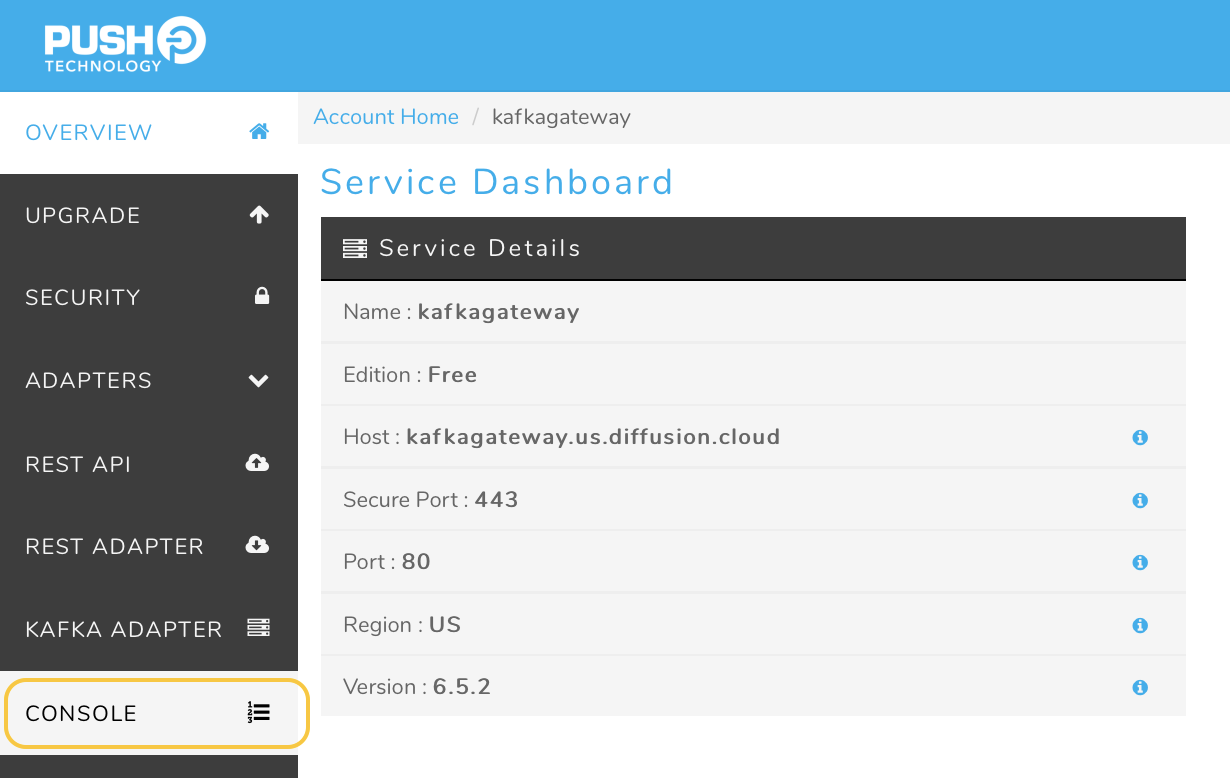 PUSH
TECHNOLOGY
OVERVIEW
UPGRADE
SECURITY
ADAPTERS
REST API
REST ADAPTER
KAFKA ADAPTER
CONSOLE
Account Home / kafkagateway
Service Dashboard
Service Details
Name : kafkagateway
Edition : Free
Host : kafkagateway.us.diffusion.cloud
Secure Port : 443
Port : 80
Region : US
Version : 6.5.2